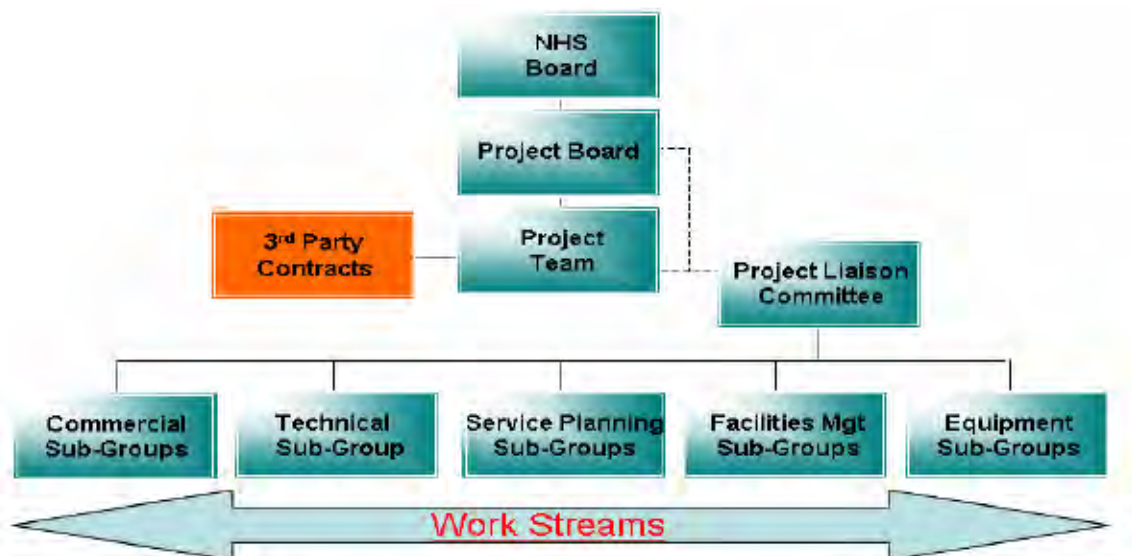 NHS
Board
Project Board
3rd Party
Contracts
Project
Team
Project Liaison
Committee
Commercial
Sub-Groups
Technical
Sub-Group
Service Planning
Sub-Groups
Facilities Mgt
Sub-Groups
Equipment
Sub-Groups
Work Streams